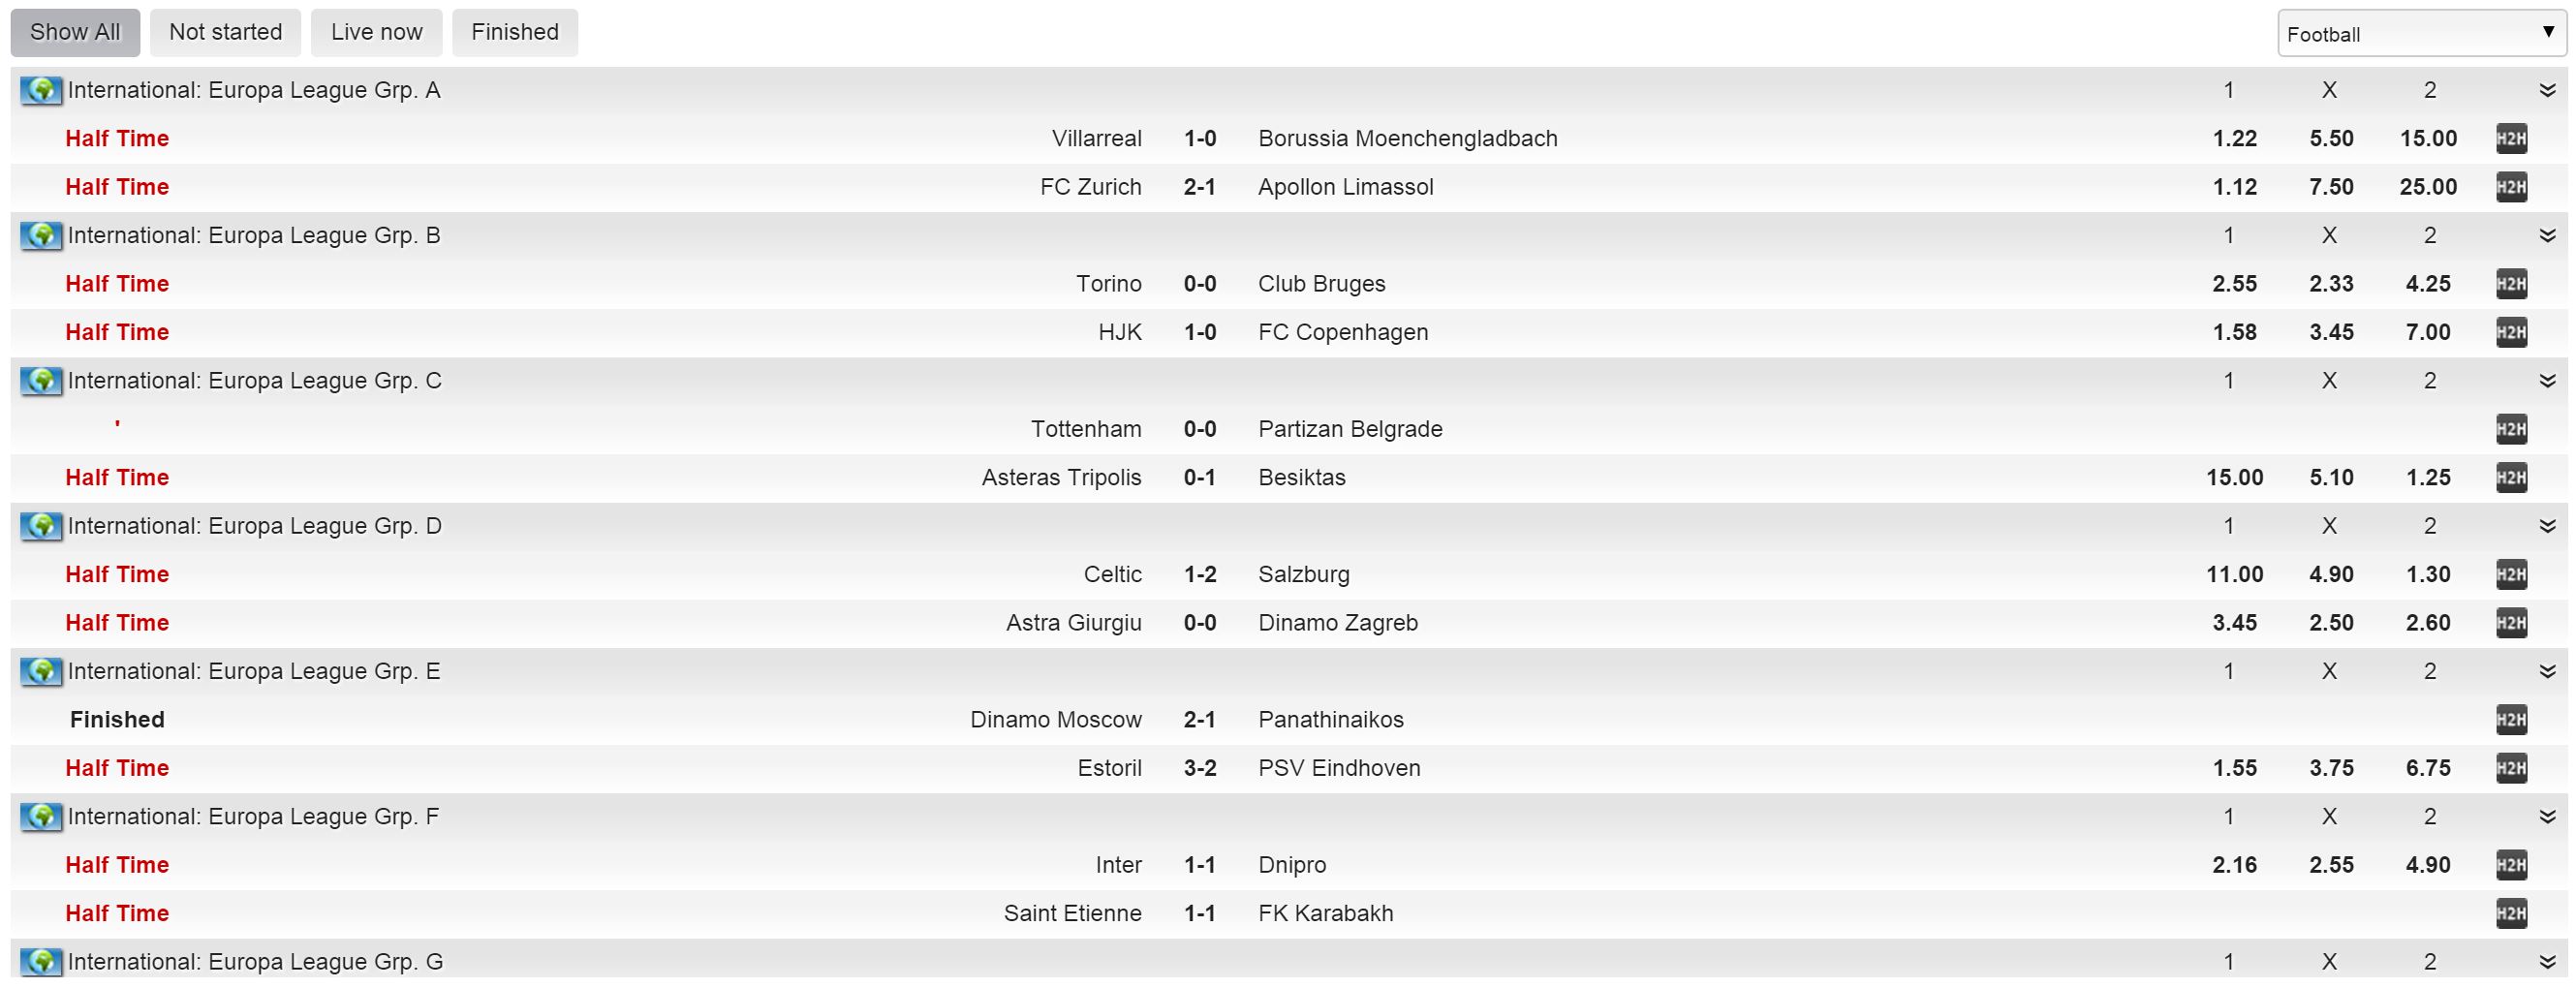 Show All Not started Live now Finished Football
International: Europa League Grp. A 1 X 2
Half Time Villarreal 1-0 Borussia Moenchengladbach 1.22 5.50 15.00 H2H
Half Time FC Zurich 2-1 Apollon Limassol 1.12 7.50 25.00 H2H
International: Europa League Grp. B 1 X 2
Half Time Torino 0-0 Club Bruges 2.55 2.33 4.25 H2H
Half Time HJK 1-0 FC Copenhagen 1.58 3.45 7.00 H2H
International: Europa League Grp. C 1 X 2
' Tottenham 0-0 Partizan Belgrade H2H
Half Time Asteras Tripolis 0-1 Besiktas 15.00 5.10 1.25 H2H
International: Europa League Grp. D 1 X 2
Half Time Celtic 1-2 Salzburg 11.00 4.90 1.30 H2H
Half Time Astra Giurgiu 0-0 Dinamo Zagreb 3.45 2.50 2.60 H2H
International: Europa League Grp. E 1 X 2
Finished Dinamo Moscow 2-1 Panathinaikos H2H
Half Time Estoril 3-2 PSV Eindhoven 1.55 3.75 6.75 H2H
International: Europa League Grp. F 1 X 2
Half Time Inter 1-1 Dnipro 2.16 2.55 4.90 H2H
Half Time Saint Etienne 1-1 FK Karabakh H2H
International: Europa League Grp. G 1 X 2